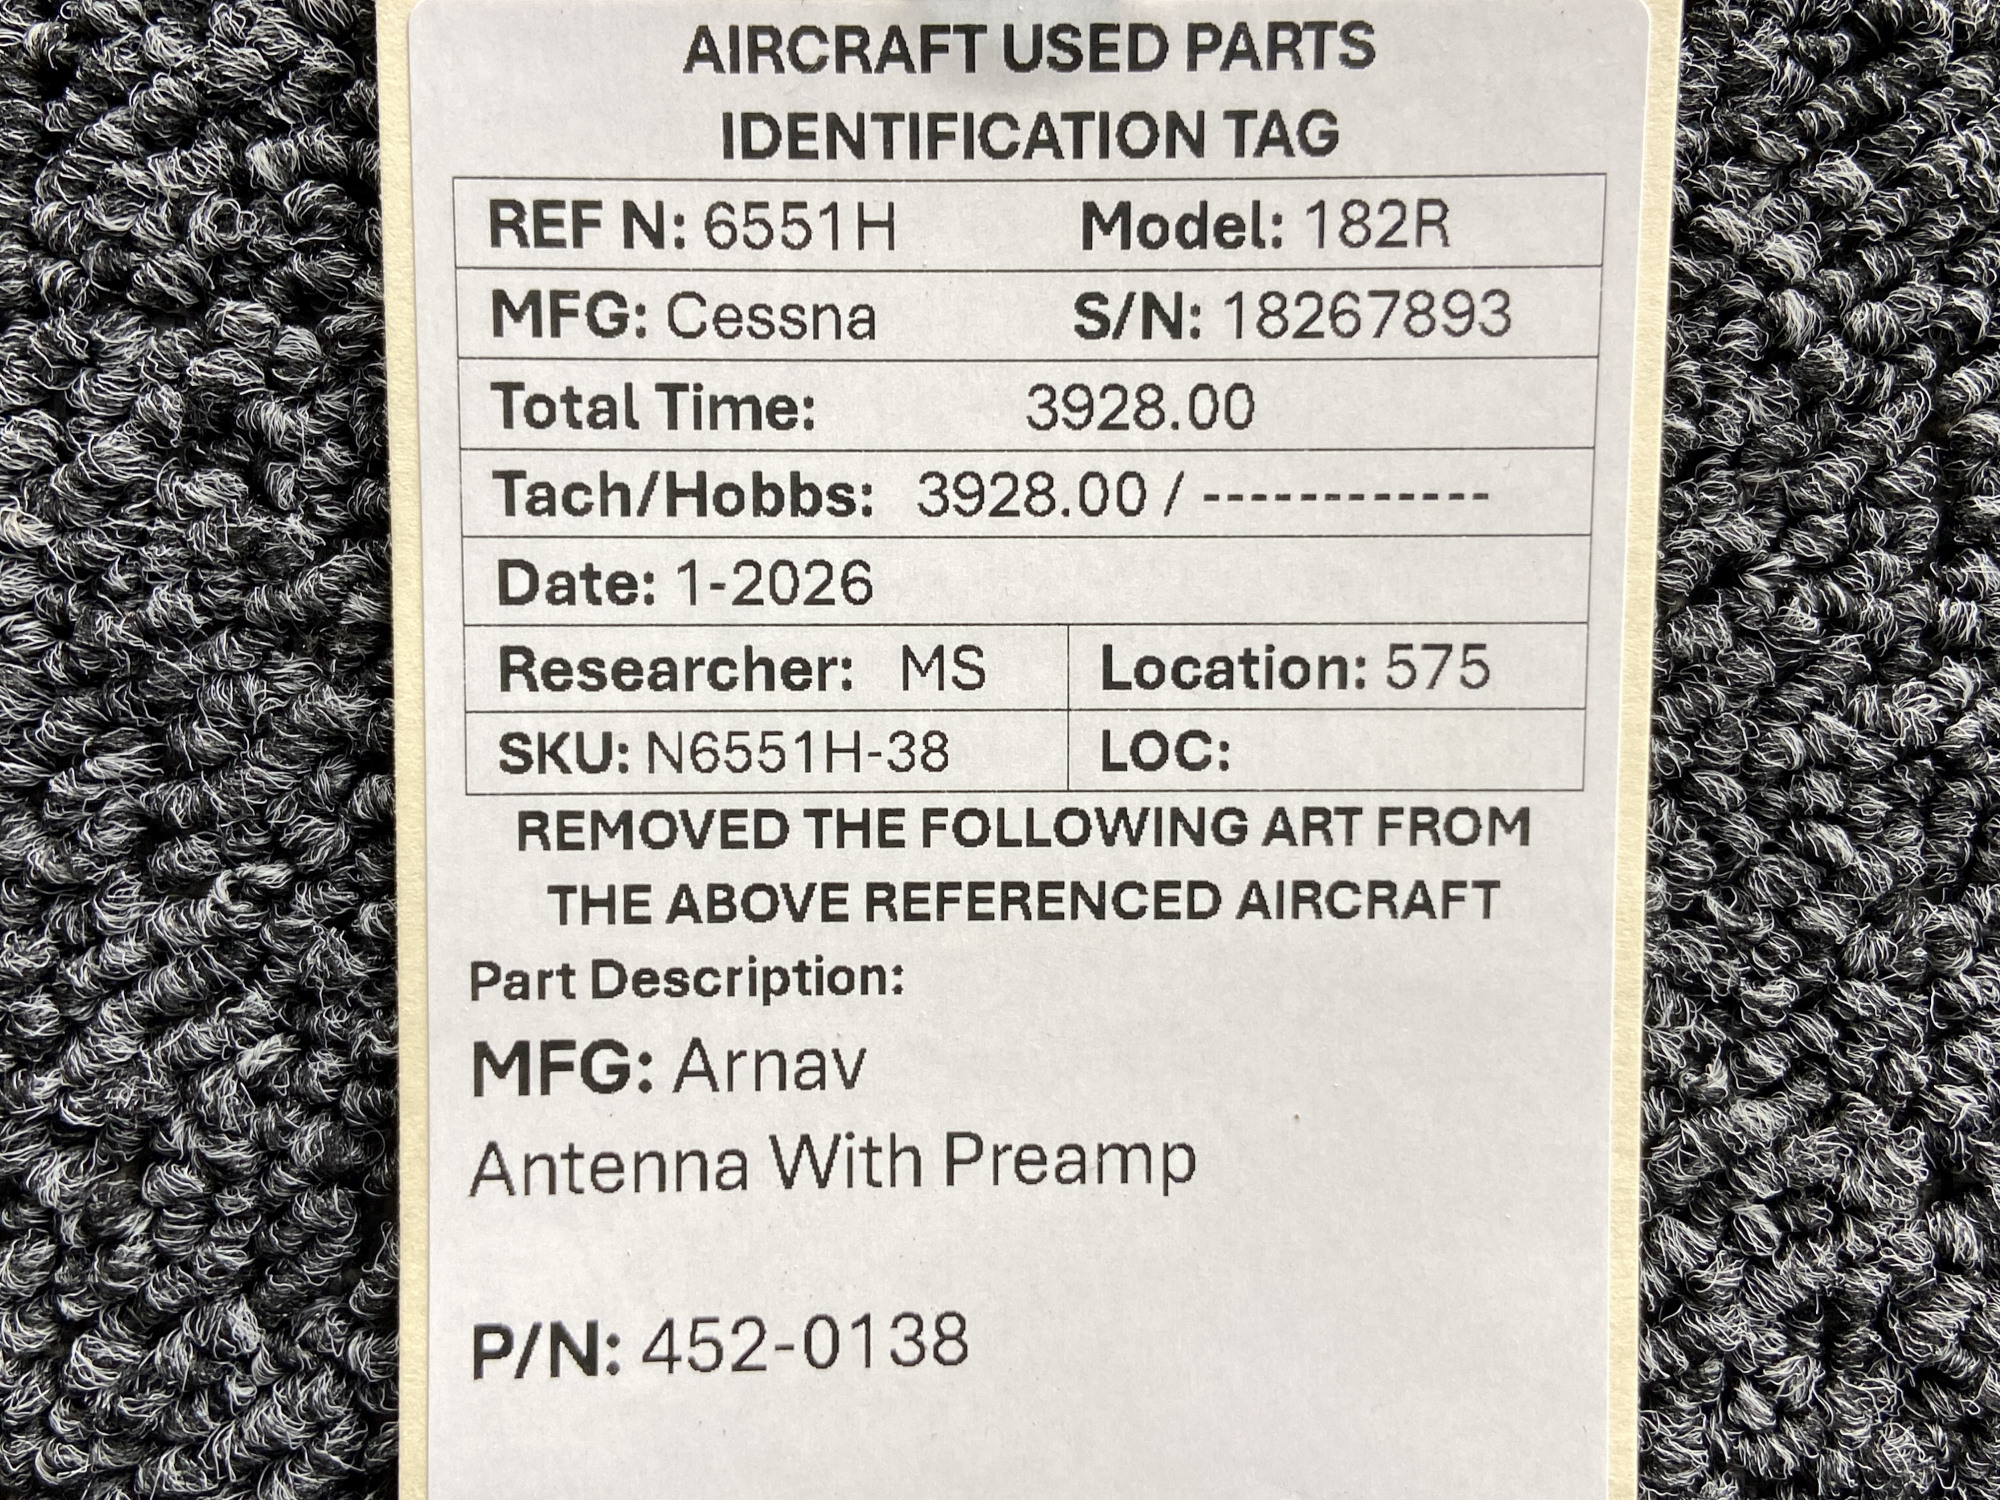 AIRCRAFT USED PARTS
IDENTIFICATION TAG
REF N: 6551H Model: 182R
MFG: Cessna S/N: 18267893
Total Time: 3928.00
Tach/Hobbs: 3928.00 / ------------
Date: 1-2026
Researcher: MS Location: 575
SKU: N6551H-38 LOC:
REMOVED THE FOLLOWING ART FROM
THE ABOVE REFERENCED AIRCRAFT
Part Description:
MFG: Arnav
Antenna With Preamp
P/N: 452-0138